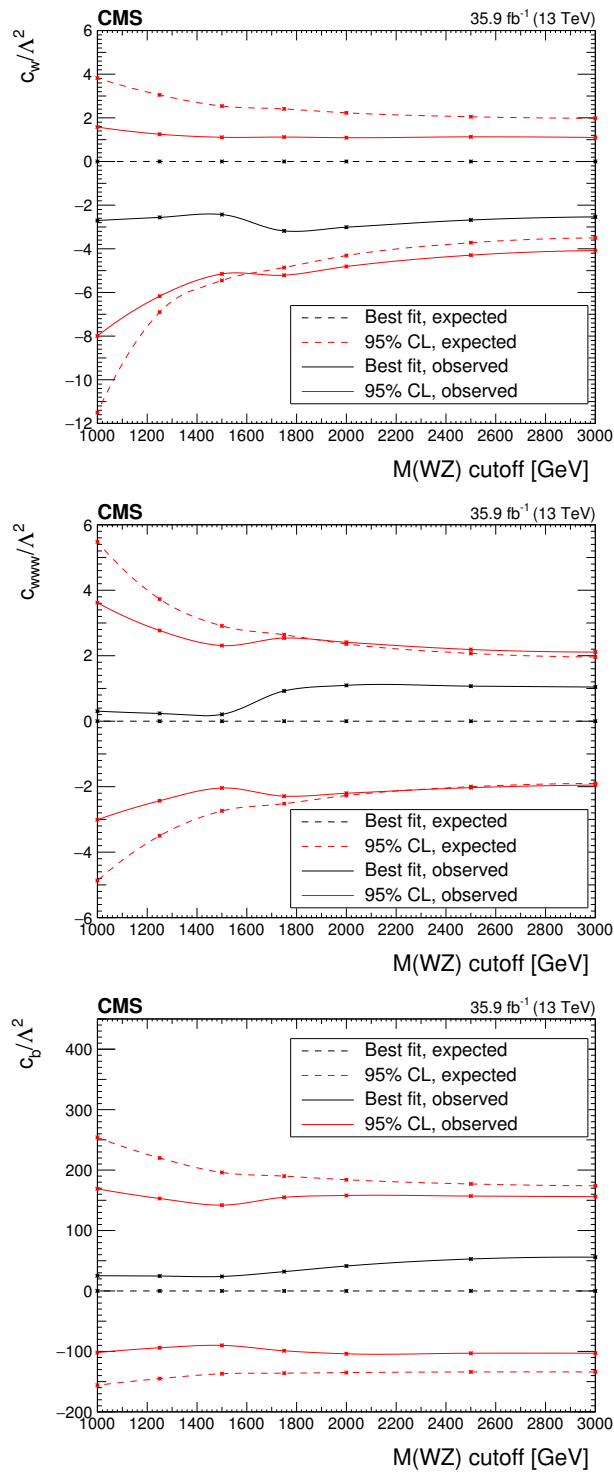 CMS 35.9 fb⁻¹ (13 TeV)
c_w/Λ²
6
4
2
0
−2
−4
−6
−8
−10
−12
Best fit, expected
95% CL, expected
Best fit, observed
95% CL, observed
1000 1200 1400 1600 1800 2000 2200 2400 2600 2800 3000
M(WZ) cutoff [GeV]
CMS 35.9 fb⁻¹ (13 TeV)
c_www/Λ²
6
4
2
0
−2
−4
−6
Best fit, expected
95% CL, expected
Best fit, observed
95% CL, observed
1000 1200 1400 1600 1800 2000 2200 2400 2600 2800 3000
M(WZ) cutoff [GeV]
CMS 35.9 fb⁻¹ (13 TeV)
c_b/Λ²
Best fit, expected
95% CL, expected
Best fit, observed
95% CL, observed
400
300
200
100
0
−100
−200
1000 1200 1400 1600 1800 2000 2200 2400 2600 2800 3000
M(WZ) cutoff [GeV]